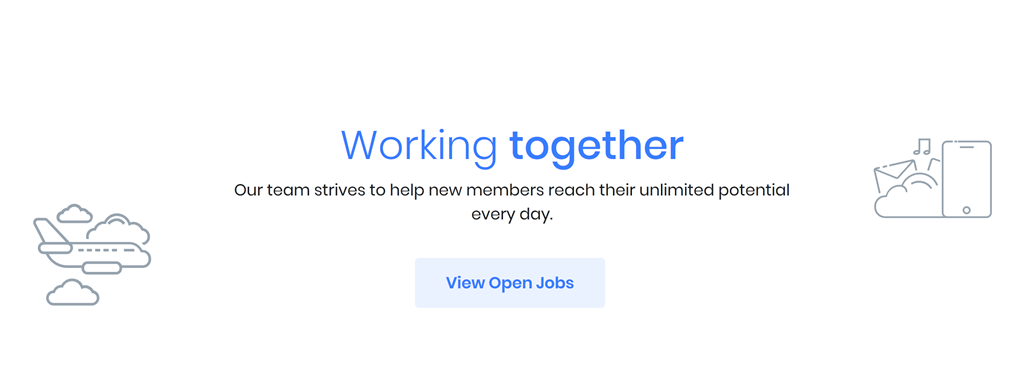 Working together
Our team strives to help new members reach their unlimited potential
every day.
View Open Jobs